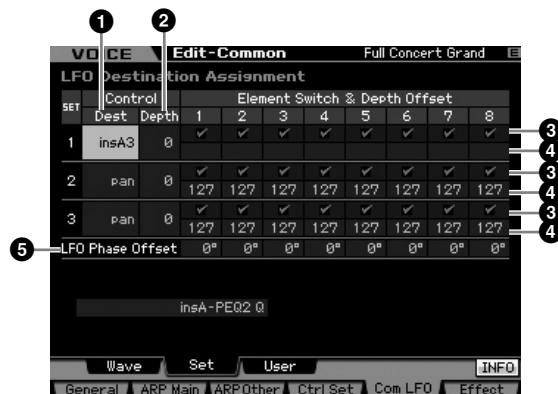 1 2
VOICE Edit-Common Full Concert Grand E
LFO Destination Assignment
SET Control Element Switch & Depth Offset
Dest Depth 1 2 3 4 5 6 7 8
1 insA3 0 ✓ ✓ ✓ ✓ ✓ ✓ ✓ ✓ 3
4
2 pan 0 ✓ ✓ ✓ ✓ ✓ ✓ ✓ ✓ 3
127 127 127 127 127 127 127 127 4
3 pan 0 ✓ ✓ ✓ ✓ ✓ ✓ ✓ ✓ 3
127 127 127 127 127 127 127 127 4
5 LFO Phase Offset 0° 0° 0° 0° 0° 0° 0° 0°
insA-PEQ2 Q
Wave Set User INFO
General ARP Main ARP Other Ctrl Set Com LFO Effect